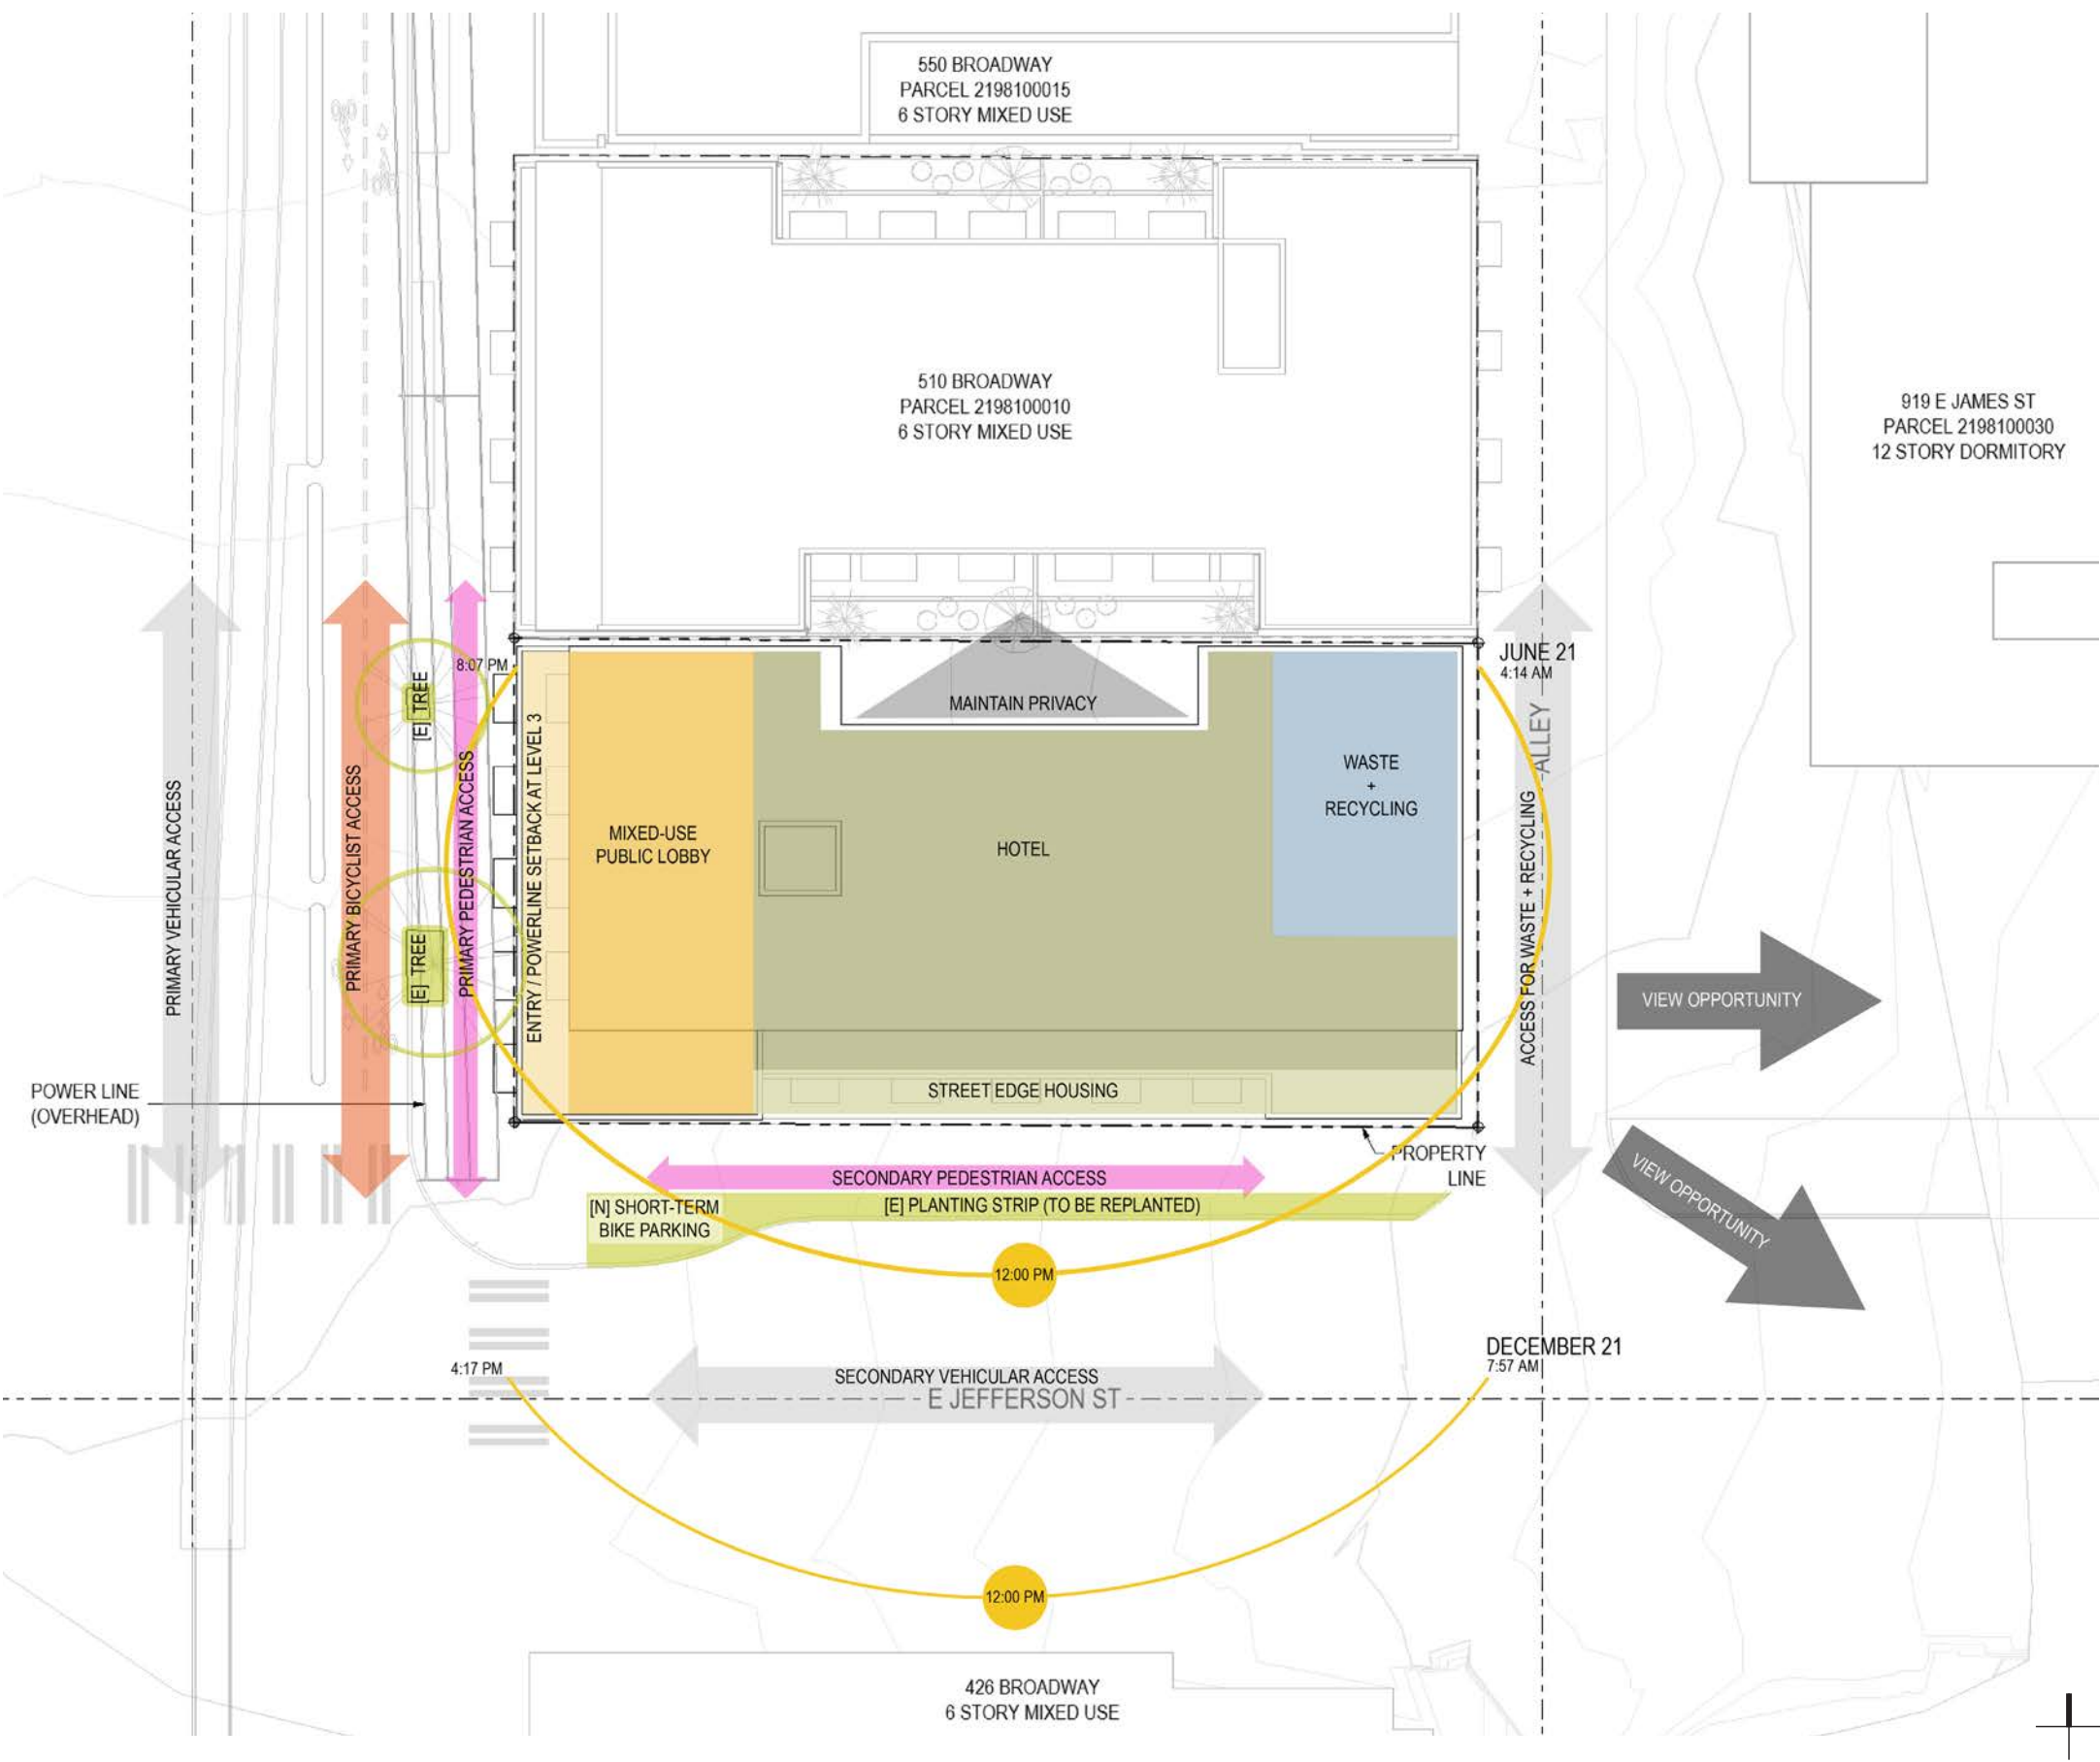 550 BROADWAY
PARCEL 2198100015
6 STORY MIXED USE
510 BROADWAY
PARCEL 2198100010
6 STORY MIXED USE
919 E JAMES ST
PARCEL 2198100030
12 STORY DORMITORY
8:07 PM
JUNE 21
4:14 AM
[E] TREE
MAINTAIN PRIVACY
ALLEY
PRIMARY VEHICULAR ACCESS
PRIMARY BICYCLIST ACCESS
[E] TREE
PRIMARY PEDESTRIAN ACCESS
ENTRY / POWERLINE SETBACK AT LEVEL 3
MIXED-USE
PUBLIC LOBBY
HOTEL
WASTE
+
RECYCLING
ACCESS FOR WASTE + RECYCLING
VIEW OPPORTUNITY
POWER LINE
(OVERHEAD)
STREET EDGE HOUSING
PROPERTY
LINE
VIEW OPPORTUNITY
SECONDARY PEDESTRIAN ACCESS
[N] SHORT-TERM
BIKE PARKING
[E] PLANTING STRIP (TO BE REPLANTED)
12:00 PM
4:17 PM
DECEMBER 21
7:57 AM
SECONDARY VEHICULAR ACCESS
E JEFFERSON ST
12:00 PM
426 BROADWAY
6 STORY MIXED USE